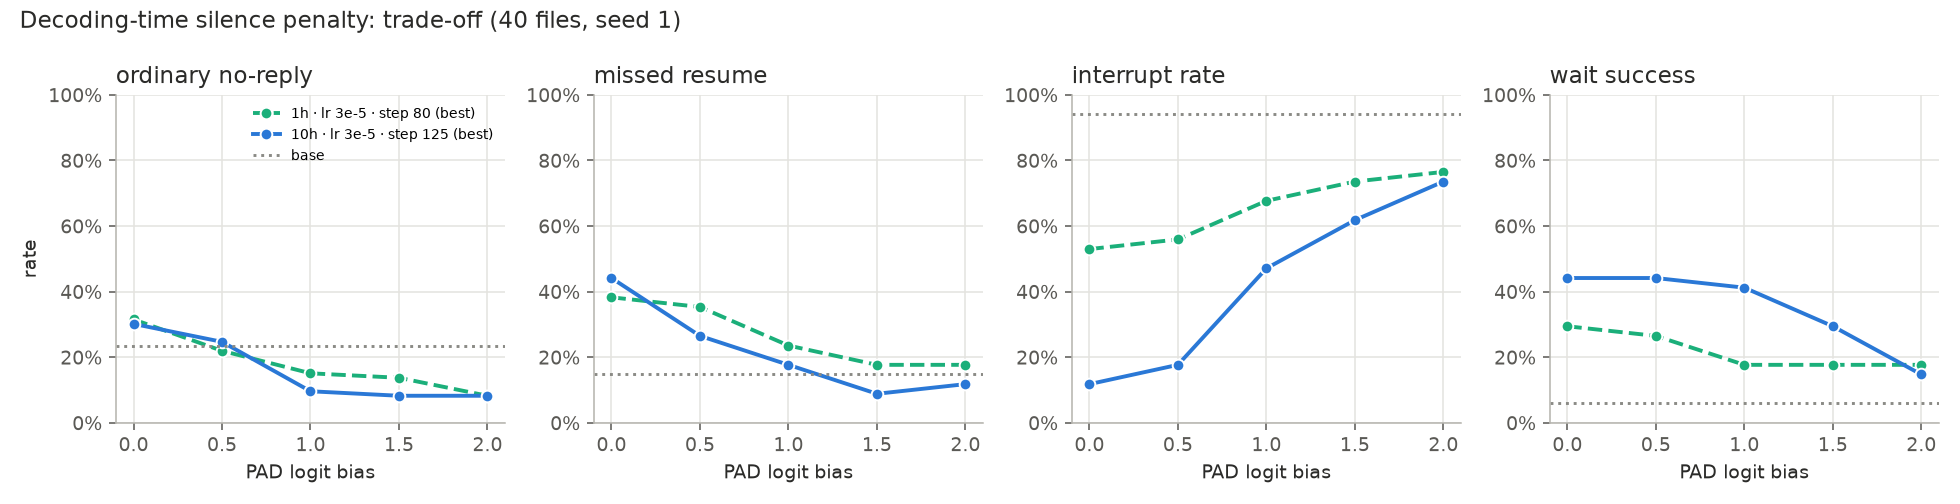 Decoding-time silence penalty: trade-off (40 files, seed 1)
ordinary no-reply
100%
80%
60%
40%
20%
0%
rate
1h · lr 3e-5 · step 80 (best)
10h · lr 3e-5 · step 125 (best)
base
0.0 0.5 1.0 1.5 2.0
PAD logit bias
missed resume
100%
80%
60%
40%
20%
0%
0.0 0.5 1.0 1.5 2.0
PAD logit bias
interrupt rate
100%
80%
60%
40%
20%
0%
0.0 0.5 1.0 1.5 2.0
PAD logit bias
wait success
100%
80%
60%
40%
20%
0%
0.0 0.5 1.0 1.5 2.0
PAD logit bias